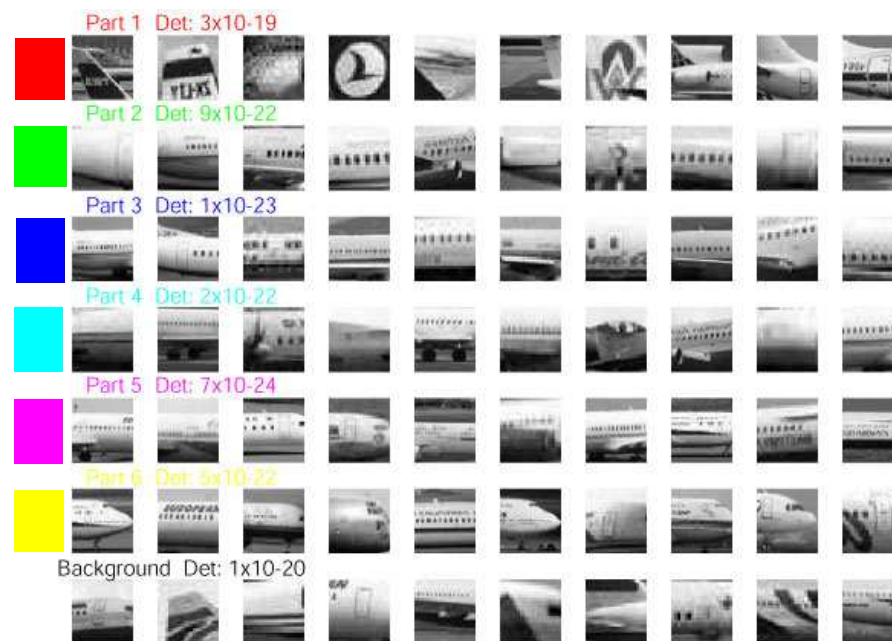 Part 1 Det: 3x10-19
Part 2 Det: 9x10-22
Part 3 Det: 1x10-23
Part 4 Det: 2x10-22
Part 5 Det: 7x10-24
Part 6 Det: 5x10-22
EUROPEAN
Background Det: 1x10-20